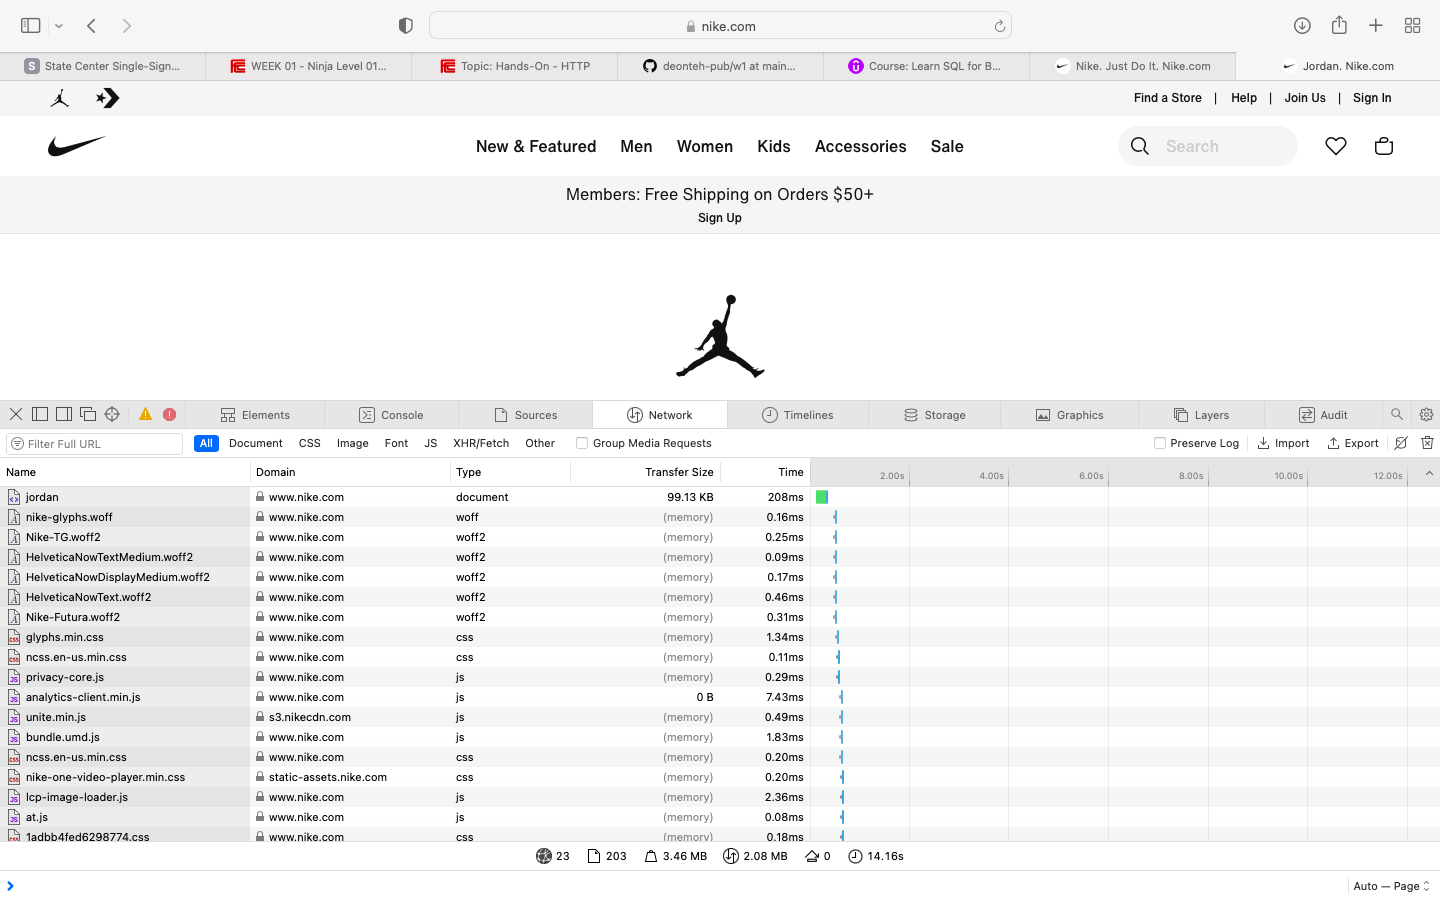 nike.com
S State Center Single-Sign...
WEEK 01 - Ninja Level 01...
Topic: Hands-On - HTTP
deonteh-pub/w1 at main...
Course: Learn SQL for B...
Nike. Just Do It. Nike.com
Jordan. Nike.com
Find a Store | Help | Join Us | Sign In
New & Featured Men Women Kids Accessories Sale
Search
Members: Free Shipping on Orders $50+
Sign Up
Elements Console Sources Network Timelines Storage Graphics Layers Audit
Filter Full URL All Document CSS Image Font JS XHR/Fetch Other Group Media Requests Preserve Log Import Export
Name Domain Type Transfer Size Time 2.00s 4.00s 6.00s 8.00s 10.00s 12.00s
jordan www.nike.com document 99.13 KB 208ms
nike-glyphs.woff www.nike.com woff (memory) 0.16ms
Nike-TG.woff2 www.nike.com woff2 (memory) 0.25ms
HelveticaNowTextMedium.woff2 www.nike.com woff2 (memory) 0.09ms
HelveticaNowDisplayMedium.woff2 www.nike.com woff2 (memory) 0.17ms
HelveticaNowText.woff2 www.nike.com woff2 (memory) 0.46ms
Nike-Futura.woff2 www.nike.com woff2 (memory) 0.31ms
glyphs.min.css www.nike.com css (memory) 1.34ms
ncss.en-us.min.css www.nike.com css (memory) 0.11ms
privacy-core.js www.nike.com js (memory) 0.29ms
analytics-client.min.js www.nike.com js 0 B 7.43ms
unite.min.js s3.nikecdn.com js (memory) 0.49ms
bundle.umd.js www.nike.com js (memory) 1.83ms
ncss.en-us.min.css www.nike.com css (memory) 0.20ms
nike-one-video-player.min.css static-assets.nike.com css (memory) 0.20ms
lcp-image-loader.js www.nike.com js (memory) 2.36ms
at.js www.nike.com js (memory) 0.08ms
1adbb4fed6298774.css www.nike.com css (memory) 0.18ms
23 203 3.46 MB 2.08 MB 0 14.16s
Auto — Page